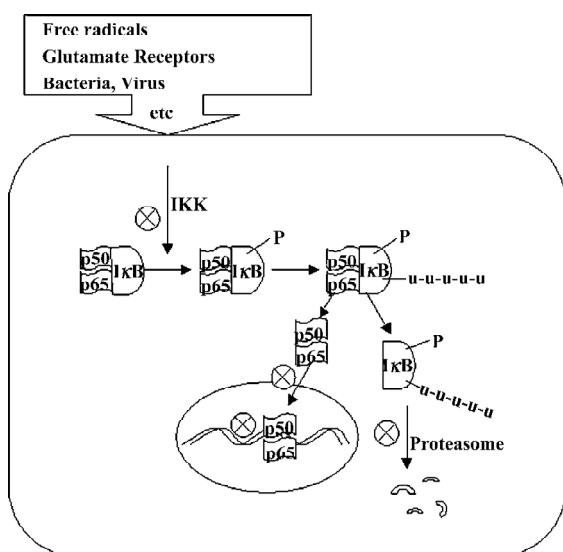 Free radicals
Glutamate Receptors
Bacteria, Virus
etc
IKK
P
P
p50
p65
IκB
p50
p65
IκB
p50
p65
IκB
u-u-u-u-u
p50
p65
P
IκB
u-u-u-u-u
p50
p65
Proteasome